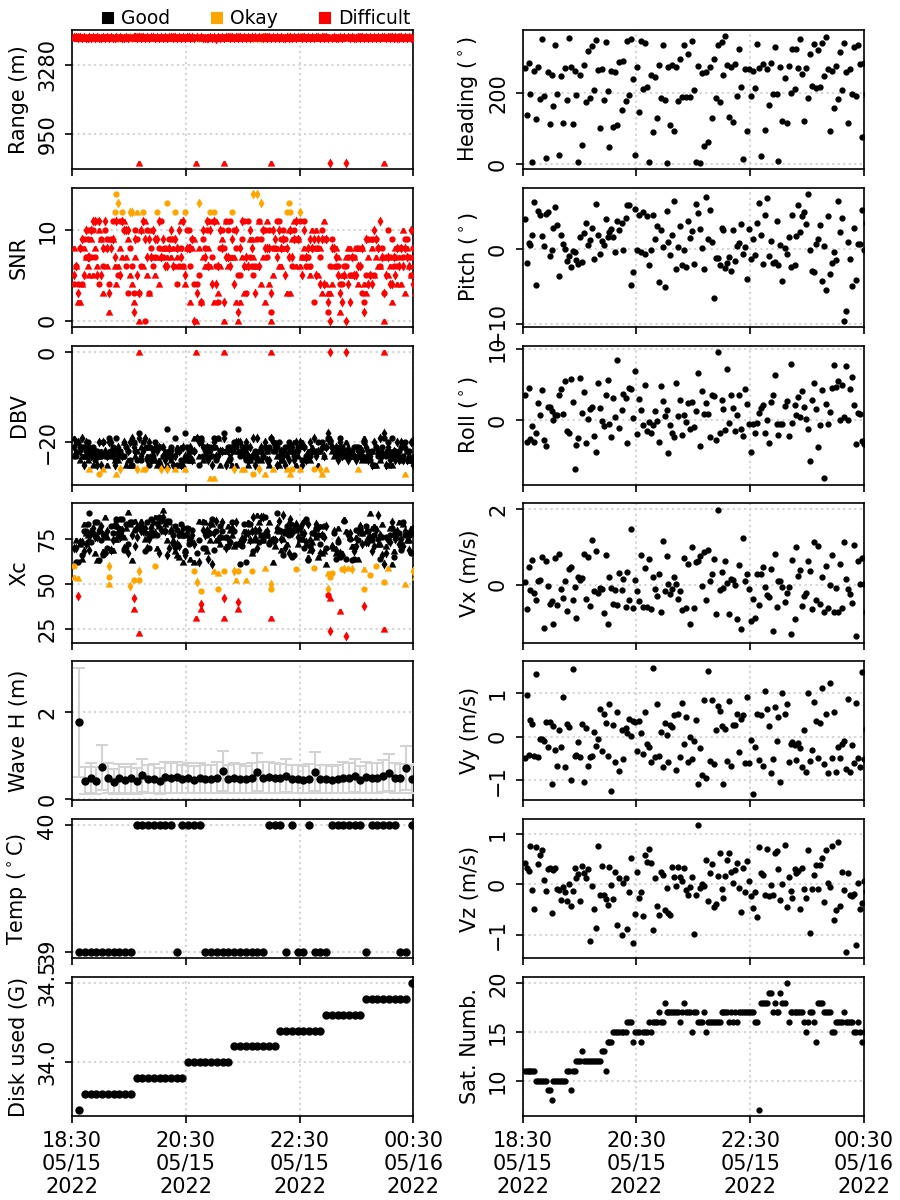 Good Okay Difficult
Range (m)
3280
950
Heading (°)
200
0
SNR
10
0
Pitch (°)
0
−10
DBV
0
−20
Roll (°)
10
0
Xc
75
50
25
Vx (m/s)
2
0
Wave H (m)
2
0
Vy (m/s)
1
0
−1
Temp (°C)
40
39
Vz (m/s)
1
0
−1
Disk used (G)
34.5
34.0
Sat. Numb.
20
15
10
18:30 20:30 22:30 00:30 18:30 20:30 22:30 00:30
05/15 05/15 05/15 05/16 05/15 05/15 05/15 05/16
2022 2022 2022 2022 2022 2022 2022 2022